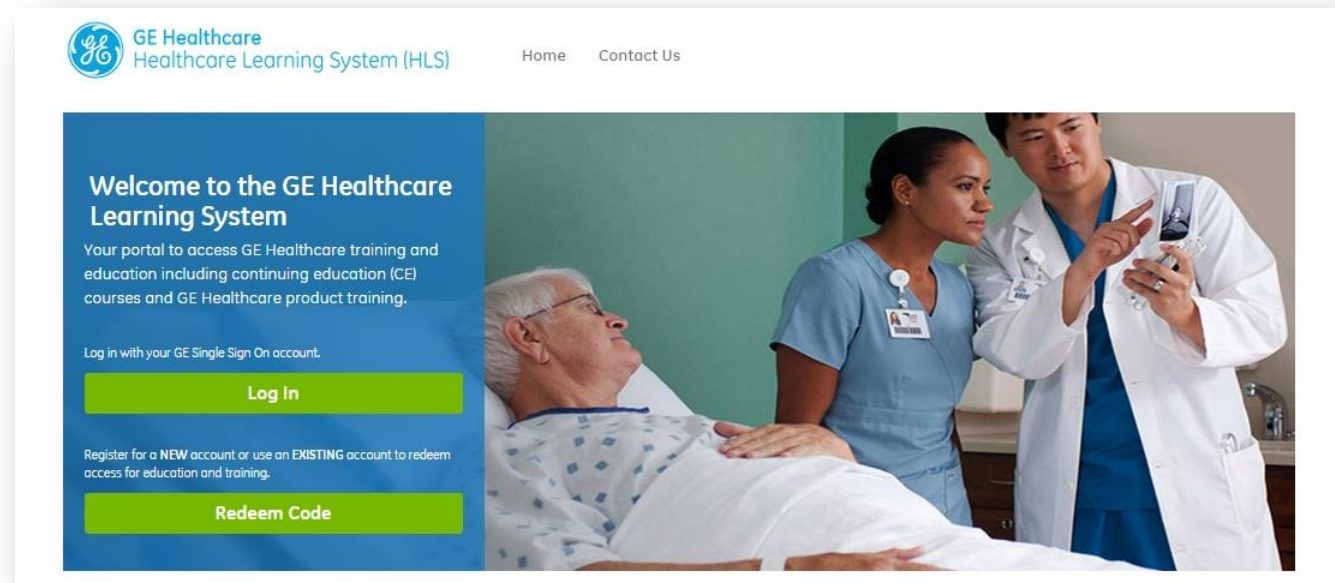 GE Healthcare
Healthcare Learning System (HLS)
Home Contact Us
Welcome to the GE Healthcare
Learning System
Your portal to access GE Healthcare training and
education including continuing education (CE)
courses and GE Healthcare product training.
Log in with your GE Single Sign On account.
Log In
Register for a NEW account or use an EXISTING account to redeem
access for education and training.
Redeem Code